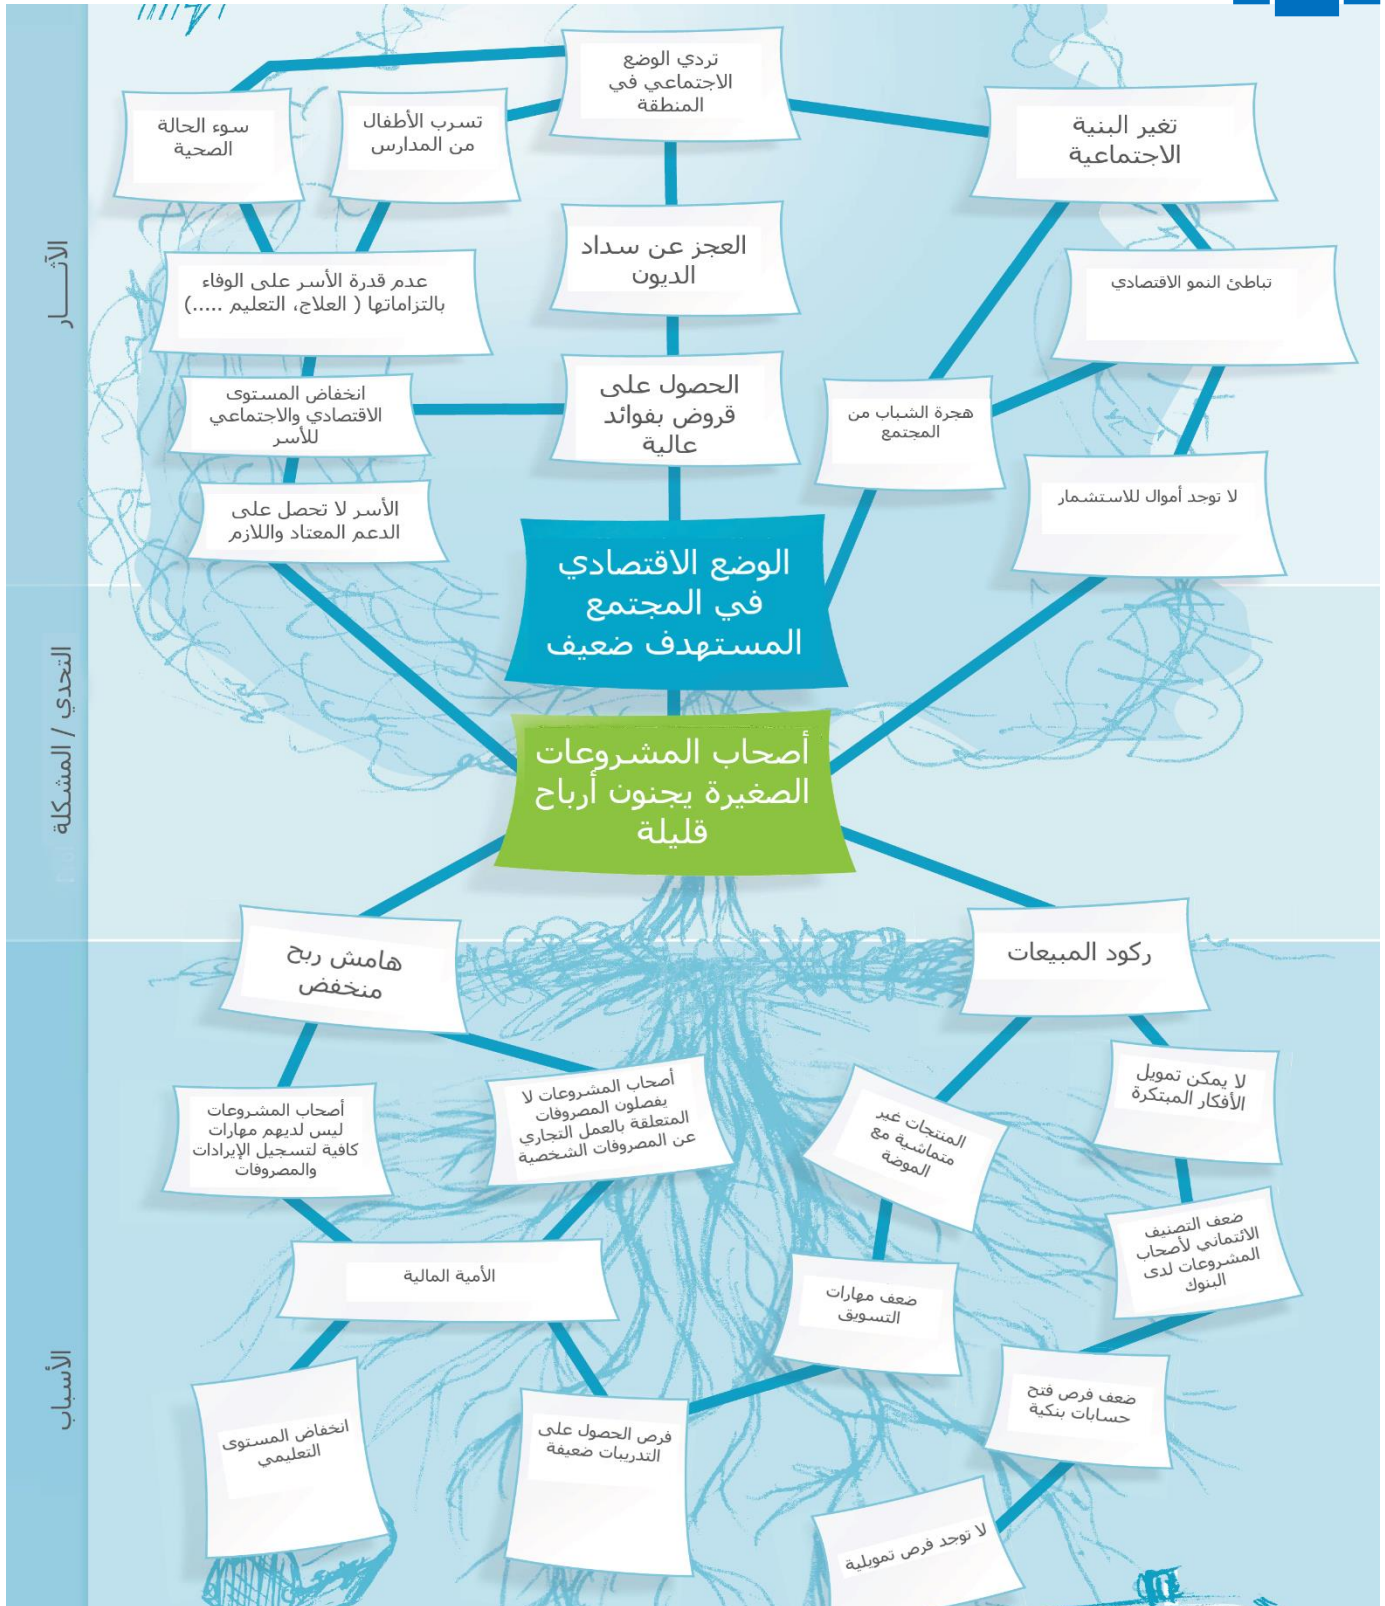 تردي الوضع
الاجتماعي في
المنطقة
تغير البنية
الاجتماعية
تسرب الأطفال
من المدارس
سوء الحالة
الصحية
العجز عن سداد
الديون
تباطئ النمو الاقتصادي
عدم قدرة الأسر على الوفاء
بالتزاماتها ( العلاج، التعليم .....)
الآثـــــار
الحصول على
قروض بفوائد
عالية
انخفاض المستوى
الاقتصادي والاجتماعي
للأسر
هجرة الشباب من
المجتمع
لا توجد أموال للاستشمار
الأسر لا تحصل على
الدعم المعتاد واللازم
الوضع الاقتصادي
في المجتمع
المستهدف ضعيف
التحدي / المشكلة
أصحاب المشروعات
الصغيرة يجنون أرباح
قليلة
ركود المبيعات
هامش ربح
منخفض
لا يمكن تمويل
الأفكار المبتكرة
المنتجات غير
متماشية مع
الموضة
أصحاب المشروعات لا
يفصلون المصروفات
المتعلقة بالعمل التجاري
عن المصروفات الشخصية
أصحاب المشروعات
ليس لديهم مهارات
كافية لتسجيل الإيرادات
والمصروفات
ضعف التصنيف
الائتماني لأصحاب
المشروعات لدى
البنوك
ضعف مهارات
التسويق
الأمية المالية
الأسباب
ضعف فرص فتح
حسابات بنكية
فرص الحصول على
التدريبات ضعيفة
انخفاض المستوى
التعليمي
لا توجد فرص تمويلية